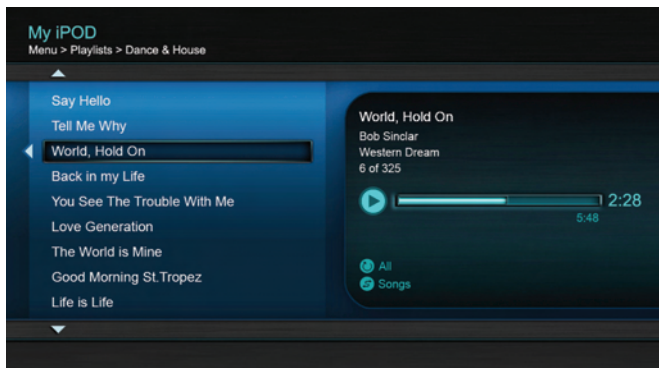 My iPOD
Menu > Playlists > Dance & House
Say Hello
Tell Me Why
World, Hold On
Back in my Life
You See The Trouble With Me
Love Generation
The World is Mine
Good Morning St.Tropez
Life is Life
World, Hold On
Bob Sinclar
Western Dream
6 of 325
2:28
5:48
All
Songs